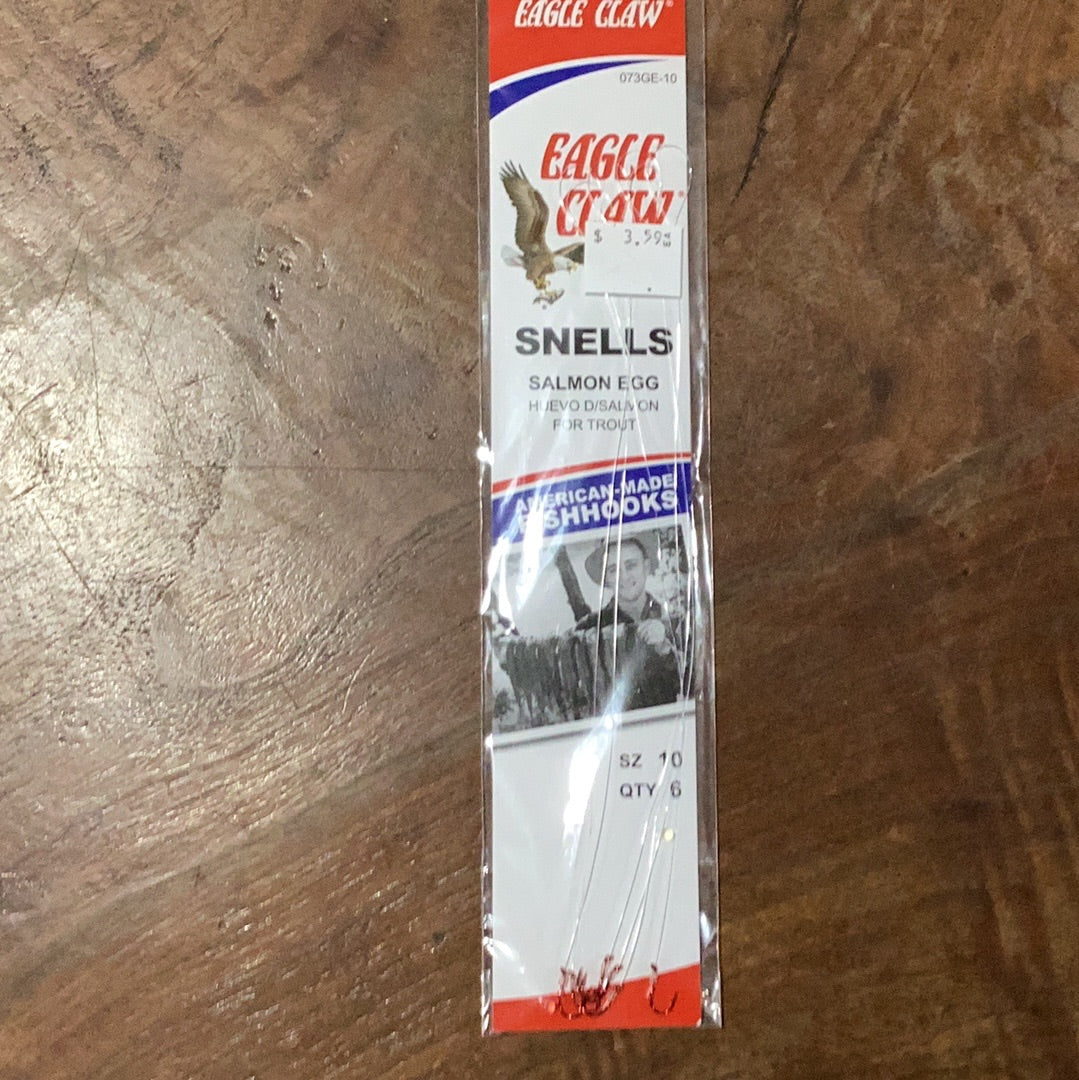 EAGLE CLAW®
073GE-10
EAGLE
CLAW®
$ 3.59 EA
SNELLS
SALMON EGG
HUEVO D/SALMON
FOR TROUT
AMERICAN-MADE
FISHHOOKS
SZ 10
QTY 6